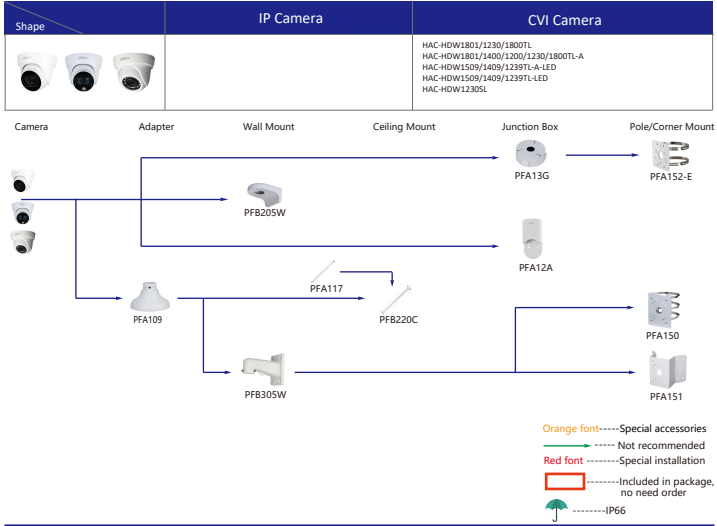 Shape
IP Camera
CVI Camera
HAC-HDW1801/1230/1800TL
HAC-HDW1801/1400/1200/1230/1800TL-A
HAC-HDW1509/1409/1239TL-A-LED
HAC-HDW1509/1409/1239TL-LED
HAC-HDW1230SL
Camera
Adapter
Wall Mount
Ceiling Mount
Junction Box
Pole/Corner Mount
PFA13G
PFA152-E
PFB205W
PFA12A
PFA117
PFA109
PFB220C
PFA150
PFB305W
PFA151
Orange font-----Special accessories
----- Not recommended
Red font --------Special installation
--------Included in package,
no need order
--------IP66